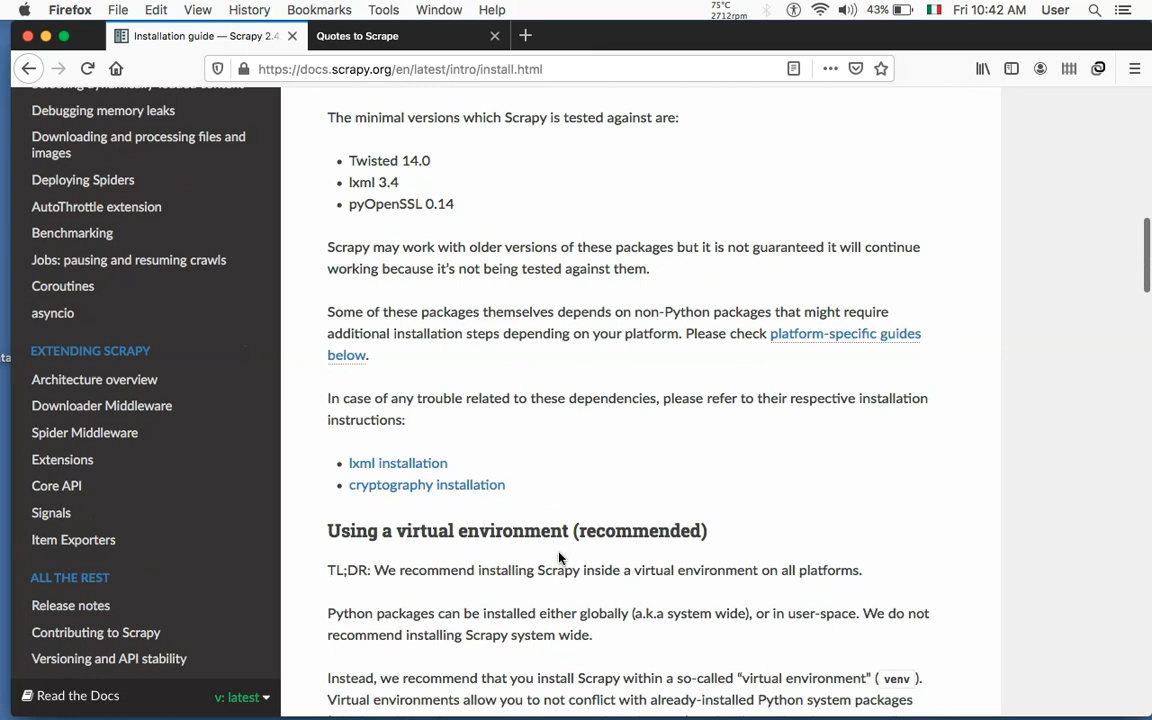 Firefox File Edit View History Bookmarks Tools Window Help 75°C 2712rpm 43% Fri 10:42 AM User
Installation guide — Scrapy 2.4 Quotes to Scrape
https://docs.scrapy.org/en/latest/intro/install.html
Debugging memory leaks
Downloading and processing files and
images
Deploying Spiders
AutoThrottle extension
Benchmarking
Jobs: pausing and resuming crawls
Coroutines
asyncio
EXTENDING SCRAPY
Architecture overview
Downloader Middleware
Spider Middleware
Extensions
Core API
Signals
Item Exporters
ALL THE REST
Release notes
Contributing to Scrapy
Versioning and API stability
Read the Docs v: latest
The minimal versions which Scrapy is tested against are:
• Twisted 14.0
• lxml 3.4
• pyOpenSSL 0.14
Scrapy may work with older versions of these packages but it is not guaranteed it will continue
working because it's not being tested against them.
Some of these packages themselves depends on non-Python packages that might require
additional installation steps depending on your platform. Please check platform-specific guides
below.
In case of any trouble related to these dependencies, please refer to their respective installation
instructions:
• lxml installation
• cryptography installation
Using a virtual environment (recommended)
TL;DR: We recommend installing Scrapy inside a virtual environment on all platforms.
Python packages can be installed either globally (a.k.a system wide), or in user-space. We do not
recommend installing Scrapy system wide.
Instead, we recommend that you install Scrapy within a so-called “virtual environment” ( venv ).
Virtual environments allow you to not conflict with already-installed Python system packages